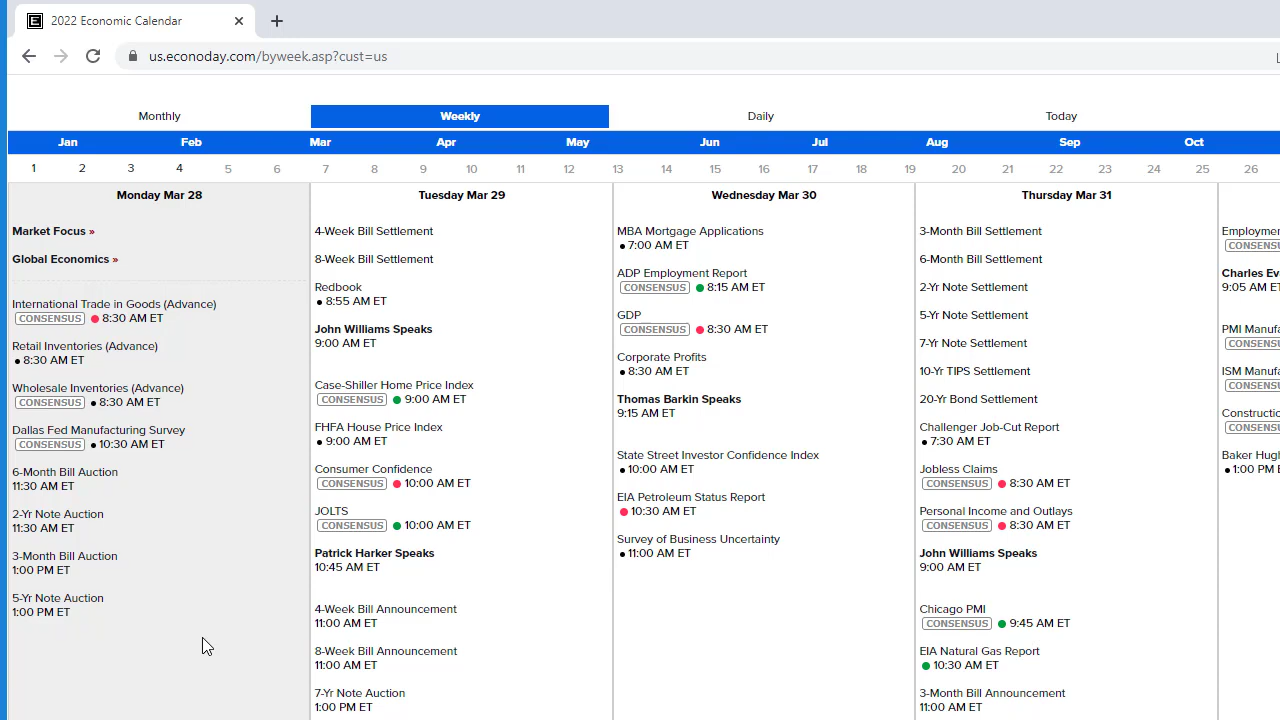 2022 Economic Calendar
us.econoday.com/byweek.asp?cust=us
Monthly Weekly Daily Today
Jan Feb Mar Apr May Jun Jul Aug Sep Oct
1 2 3 4 5 6 7 8 9 10 11 12 13 14 15 16 17 18 19 20 21 22 23 24 25 26
Monday Mar 28
Market Focus »
Global Economics »
International Trade in Goods (Advance)
CONSENSUS 8:30 AM ET
Retail Inventories (Advance)
8:30 AM ET
Wholesale Inventories (Advance)
CONSENSUS 8:30 AM ET
Dallas Fed Manufacturing Survey
CONSENSUS 10:30 AM ET
6-Month Bill Auction
11:30 AM ET
2-Yr Note Auction
11:30 AM ET
3-Month Bill Auction
1:00 PM ET
5-Yr Note Auction
1:00 PM ET
Tuesday Mar 29
4-Week Bill Settlement
8-Week Bill Settlement
Redbook
8:55 AM ET
John Williams Speaks
9:00 AM ET
Case-Shiller Home Price Index
CONSENSUS 9:00 AM ET
FHFA House Price Index
9:00 AM ET
Consumer Confidence
CONSENSUS 10:00 AM ET
JOLTS
CONSENSUS 10:00 AM ET
Patrick Harker Speaks
10:45 AM ET
4-Week Bill Announcement
11:00 AM ET
8-Week Bill Announcement
11:00 AM ET
7-Yr Note Auction
1:00 PM ET
Wednesday Mar 30
MBA Mortgage Applications
7:00 AM ET
ADP Employment Report
CONSENSUS 8:15 AM ET
GDP
CONSENSUS 8:30 AM ET
Corporate Profits
8:30 AM ET
Thomas Barkin Speaks
9:15 AM ET
State Street Investor Confidence Index
10:00 AM ET
EIA Petroleum Status Report
10:30 AM ET
Survey of Business Uncertainty
11:00 AM ET
Thursday Mar 31
3-Month Bill Settlement
6-Month Bill Settlement
2-Yr Note Settlement
5-Yr Note Settlement
7-Yr Note Settlement
10-Yr TIPS Settlement
20-Yr Bond Settlement
Challenger Job-Cut Report
7:30 AM ET
Jobless Claims
CONSENSUS 8:30 AM ET
Personal Income and Outlays
CONSENSUS 8:30 AM ET
John Williams Speaks
9:00 AM ET
Chicago PMI
CONSENSUS 9:45 AM ET
EIA Natural Gas Report
10:30 AM ET
3-Month Bill Announcement
11:00 AM ET
Employmen
CONSENSU
Charles Ev
9:05 AM ET
PMI Manufa
CONSENSU
ISM Manufa
CONSENSU
Constructio
CONSENSU
Baker Hugh
1:00 PM E